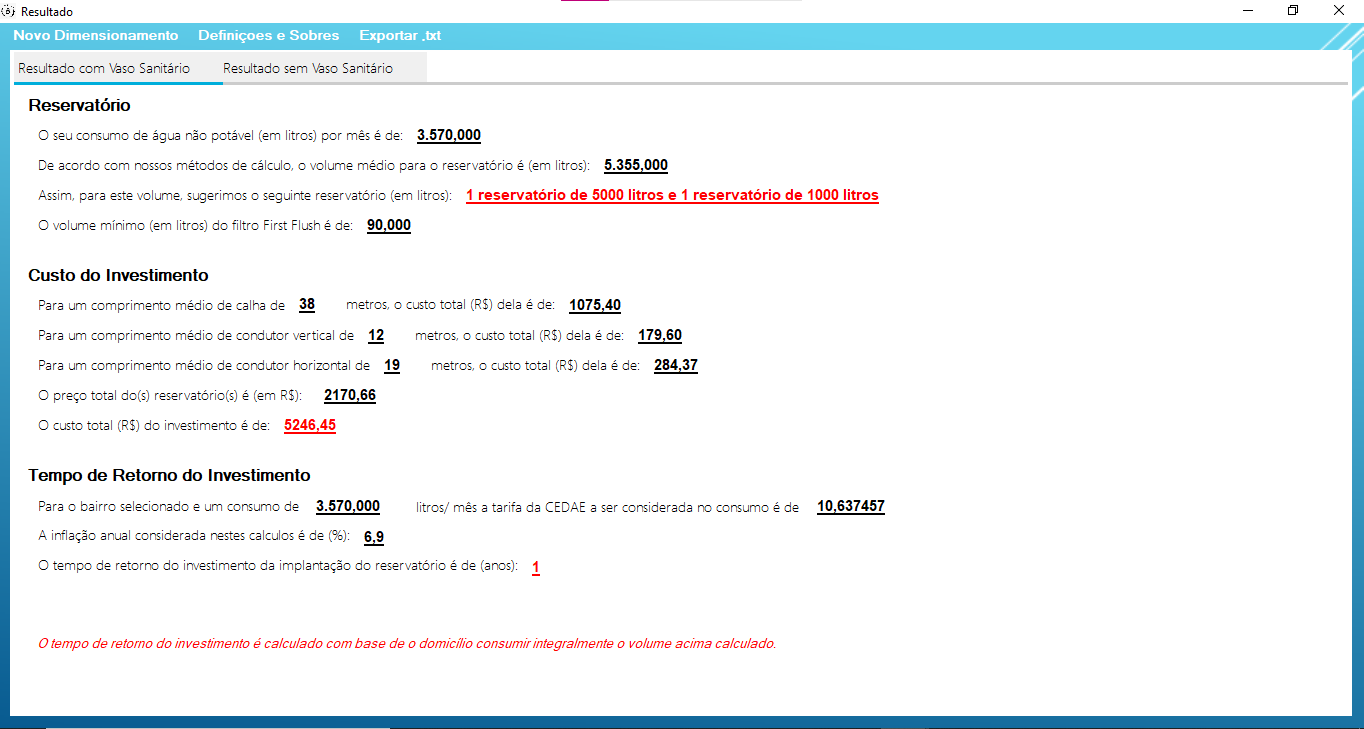 Resultado
Novo Dimensionamento Definiçoes e Sobres Exportar .txt
Resultado com Vaso Sanitário Resultado sem Vaso Sanitário
Reservatório
O seu consumo de água não potável (em litros) por mês é de: 3.570,000
De acordo com nossos métodos de cálculo, o volume médio para o reservatório é (em litros): 5.355,000
Assim, para este volume, sugerimos o seguinte reservatório (em litros): 1 reservatório de 5000 litros e 1 reservatório de 1000 litros
O volume mínimo (em litros) do filtro First Flush é de: 90,000
Custo do Investimento
Para um comprimento médio de calha de 38 metros, o custo total (R$) dela é de: 1075,40
Para um comprimento médio de condutor vertical de 12 metros, o custo total (R$) dela é de: 179,60
Para um comprimento médio de condutor horizontal de 19 metros, o custo total (R$) dela é de: 284,37
O preço total do(s) reservatório(s) é (em R$): 2170,66
O custo total (R$) do investimento é de: 5246,45
Tempo de Retorno do Investimento
Para o bairro selecionado e um consumo de 3.570,000 litros/ mês a tarifa da CEDAE a ser considerada no consumo é de 10,637457
A inflação anual considerada nestes calculos é de (%): 6,9
O tempo de retorno do investimento da implantação do reservatório é de (anos): 1
O tempo de retorno do investimento é calculado com base de o domicílio consumir integralmente o volume acima calculado.